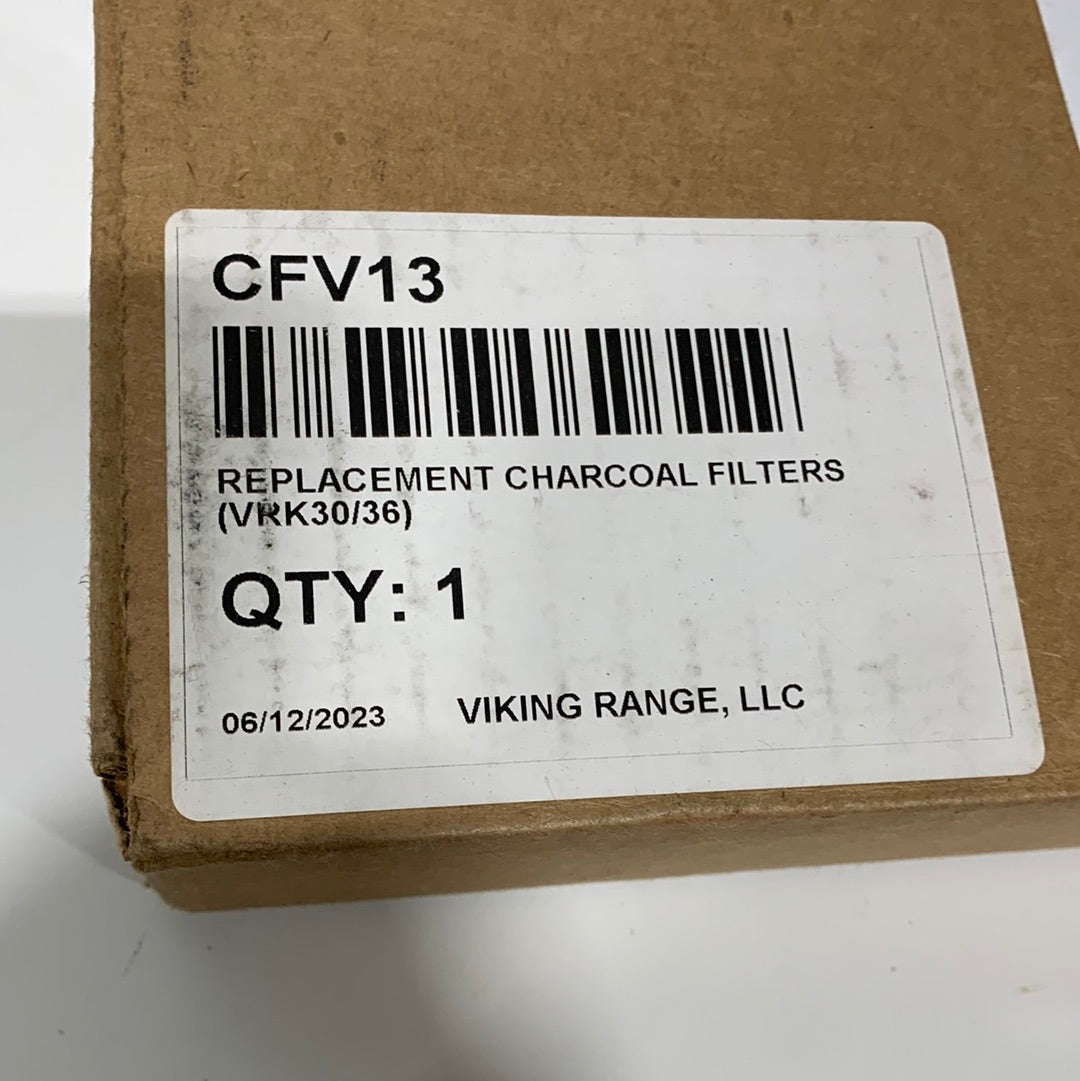 CFV13
REPLACEMENT CHARCOAL FILTERS
(VRK30/36)
QTY: 1
06/12/2023 VIKING RANGE, LLC